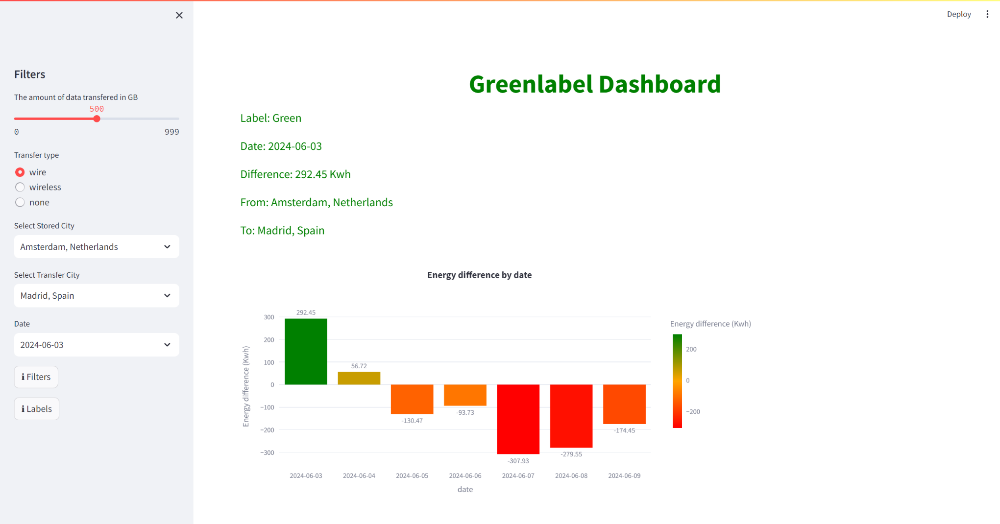 Deploy
Filters
The amount of data transfered in GB
500
0 999
Transfer type
wire
wireless
none
Select Stored City
Amsterdam, Netherlands
Select Transfer City
Madrid, Spain
Date
2024-06-03
ℹ Filters
ℹ Labels
Greenlabel Dashboard
Label: Green
Date: 2024-06-03
Difference: 292.45 Kwh
From: Amsterdam, Netherlands
To: Madrid, Spain
Energy difference by date
Energy difference (Kwh)
300
200
100
0
−100
−200
−300
292.45
56.72
-130.47
-93.73
-307.93
-279.55
-174.45
2024-06-03 2024-06-04 2024-06-05 2024-06-06 2024-06-07 2024-06-08 2024-06-09
date
Energy difference (Kwh)
200
0
−200